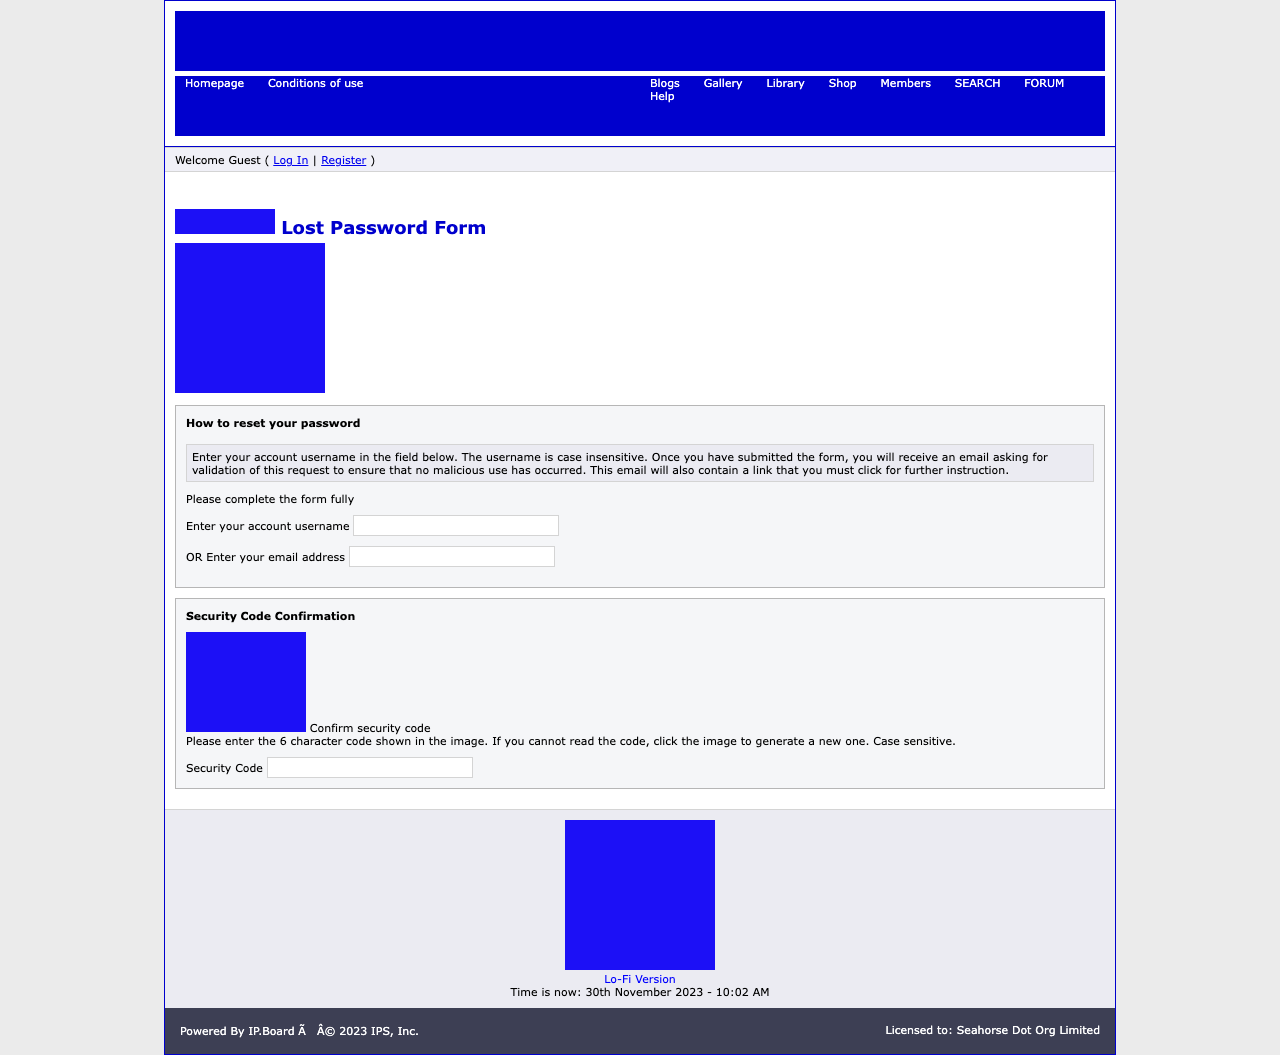 Homepage Conditions of use Blogs Gallery Library Shop Members SEARCH FORUM
Help
Welcome Guest ( Log In | Register )
Lost Password Form
How to reset your password
Enter your account username in the field below. The username is case insensitive. Once you have submitted the form, you will receive an email asking for
validation of this request to ensure that no malicious use has occurred. This email will also contain a link that you must click for further instruction.
Please complete the form fully
Enter your account username
OR Enter your email address
Security Code Confirmation
Confirm security code
Please enter the 6 character code shown in the image. If you cannot read the code, click the image to generate a new one. Case sensitive.
Security Code
Lo-Fi Version
Time is now: 30th November 2023 - 10:02 AM
Powered By IP.Board Ã Â© 2023 IPS, Inc. Licensed to: Seahorse Dot Org Limited